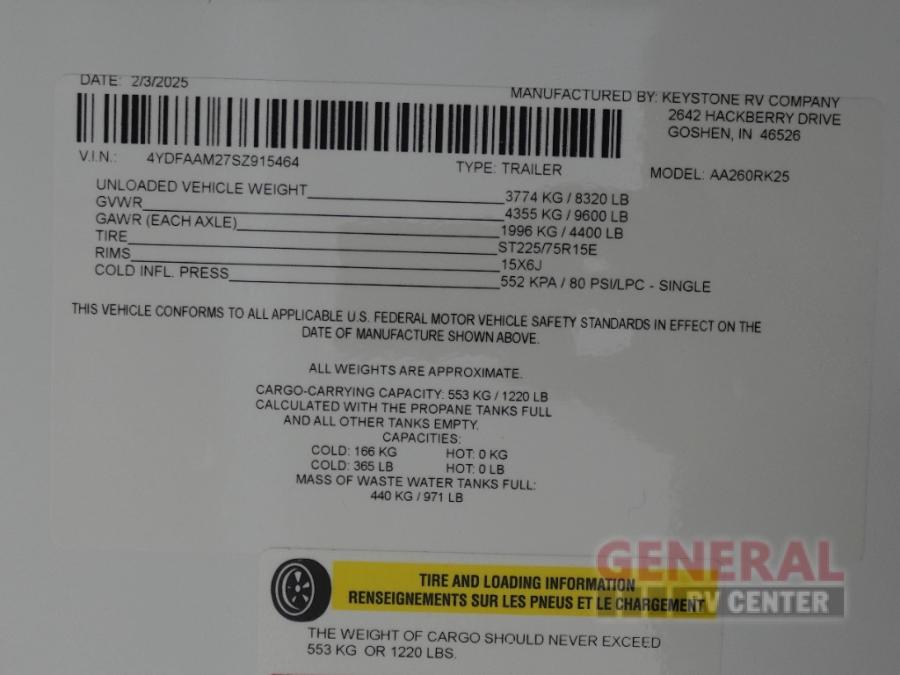 DATE: 2/3/2025
MANUFACTURED BY: KEYSTONE RV COMPANY
2642 HACKBERRY DRIVE
GOSHEN, IN 46526
V.I.N.: 4YDFAAM27SZ915464 TYPE: TRAILER MODEL: AA260RK25
UNLOADED VEHICLE WEIGHT 3774 KG / 8320 LB
GVWR 4355 KG / 9600 LB
GAWR (EACH AXLE) 1996 KG / 4400 LB
TIRE ST225/75R15E
RIMS 15X6J
COLD INFL. PRESS 552 KPA / 80 PSI/LPC - SINGLE
THIS VEHICLE CONFORMS TO ALL APPLICABLE U.S. FEDERAL MOTOR VEHICLE SAFETY STANDARDS IN EFFECT ON THE
DATE OF MANUFACTURE SHOWN ABOVE.
ALL WEIGHTS ARE APPROXIMATE.
CARGO-CARRYING CAPACITY: 553 KG / 1220 LB
CALCULATED WITH THE PROPANE TANKS FULL
AND ALL OTHER TANKS EMPTY.
CAPACITIES:
COLD: 166 KG HOT: 0 KG
COLD: 365 LB HOT: 0 LB
MASS OF WASTE WATER TANKS FULL:
440 KG / 971 LB
TIRE AND LOADING INFORMATION
RENSEIGNEMENTS SUR LES PNEUS ET LE CHARGEMENT
THE WEIGHT OF CARGO SHOULD NEVER EXCEED
553 KG OR 1220 LBS.
GENERAL
RV CENTER